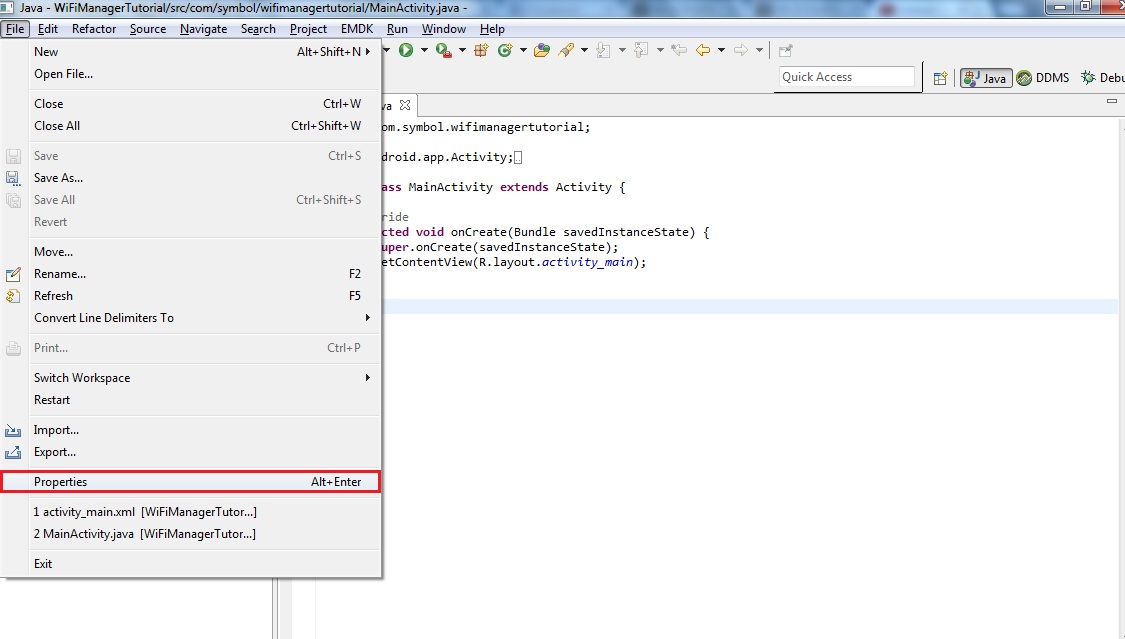 Java - WiFiManagerTutorial/src/com/symbol/wifimanagertutorial/MainActivity.java -
File Edit Refactor Source Navigate Search Project EMDK Run Window Help
New Alt+Shift+N
Open File...
Close Ctrl+W
Close All Ctrl+Shift+W
Save Ctrl+S
Save As...
Save All Ctrl+Shift+S
Revert
Move...
Rename... F2
Refresh F5
Convert Line Delimiters To
Print... Ctrl+P
Switch Workspace
Restart
Import...
Export...
Properties Alt+Enter
1 activity_main.xml [WiFiManagerTutor...]
2 MainActivity.java [WiFiManagerTutor...]
Exit
Quick Access
Java DDMS Debu
va
om.symbol.wifimanagertutorial;
droid.app.Activity;
ass MainActivity extends Activity {
ride
cted void onCreate(Bundle savedInstanceState) {
uper.onCreate(savedInstanceState);
etContentView(R.layout.activity_main);